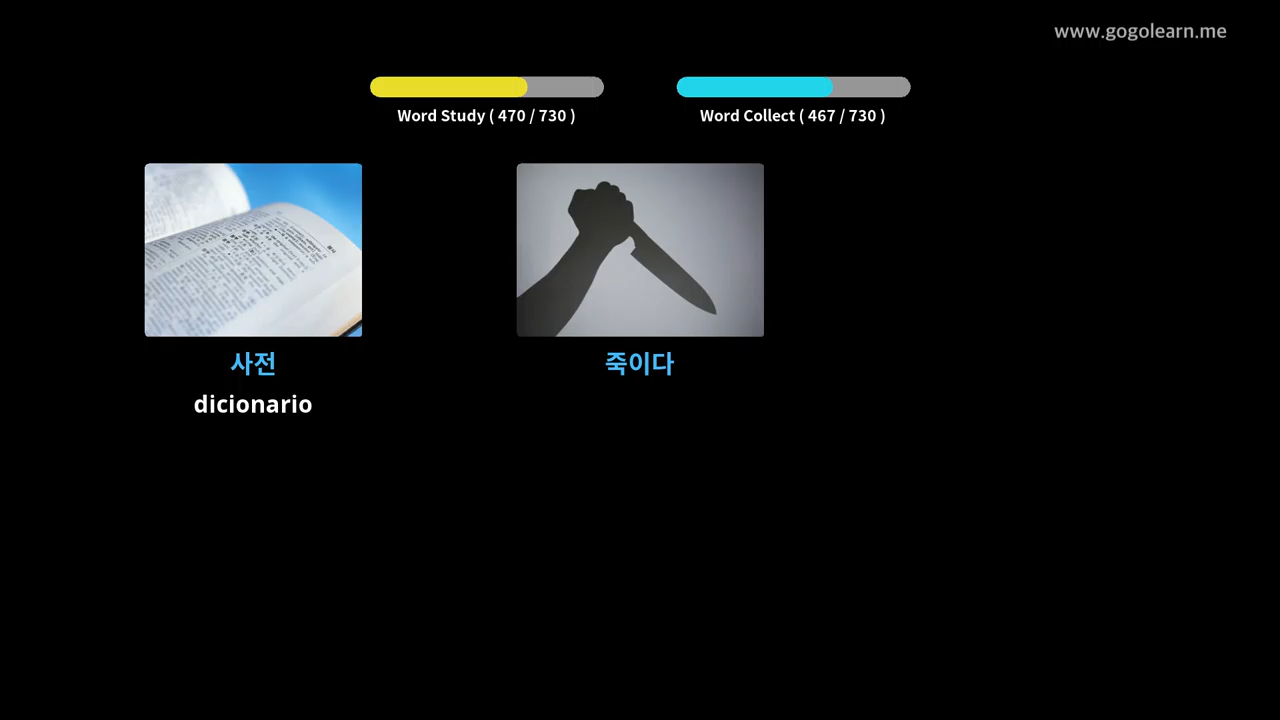 www.gogolearn.me
Word Study ( 470 / 730 )
Word Collect ( 467 / 730 )
사전
dicionario
죽이다